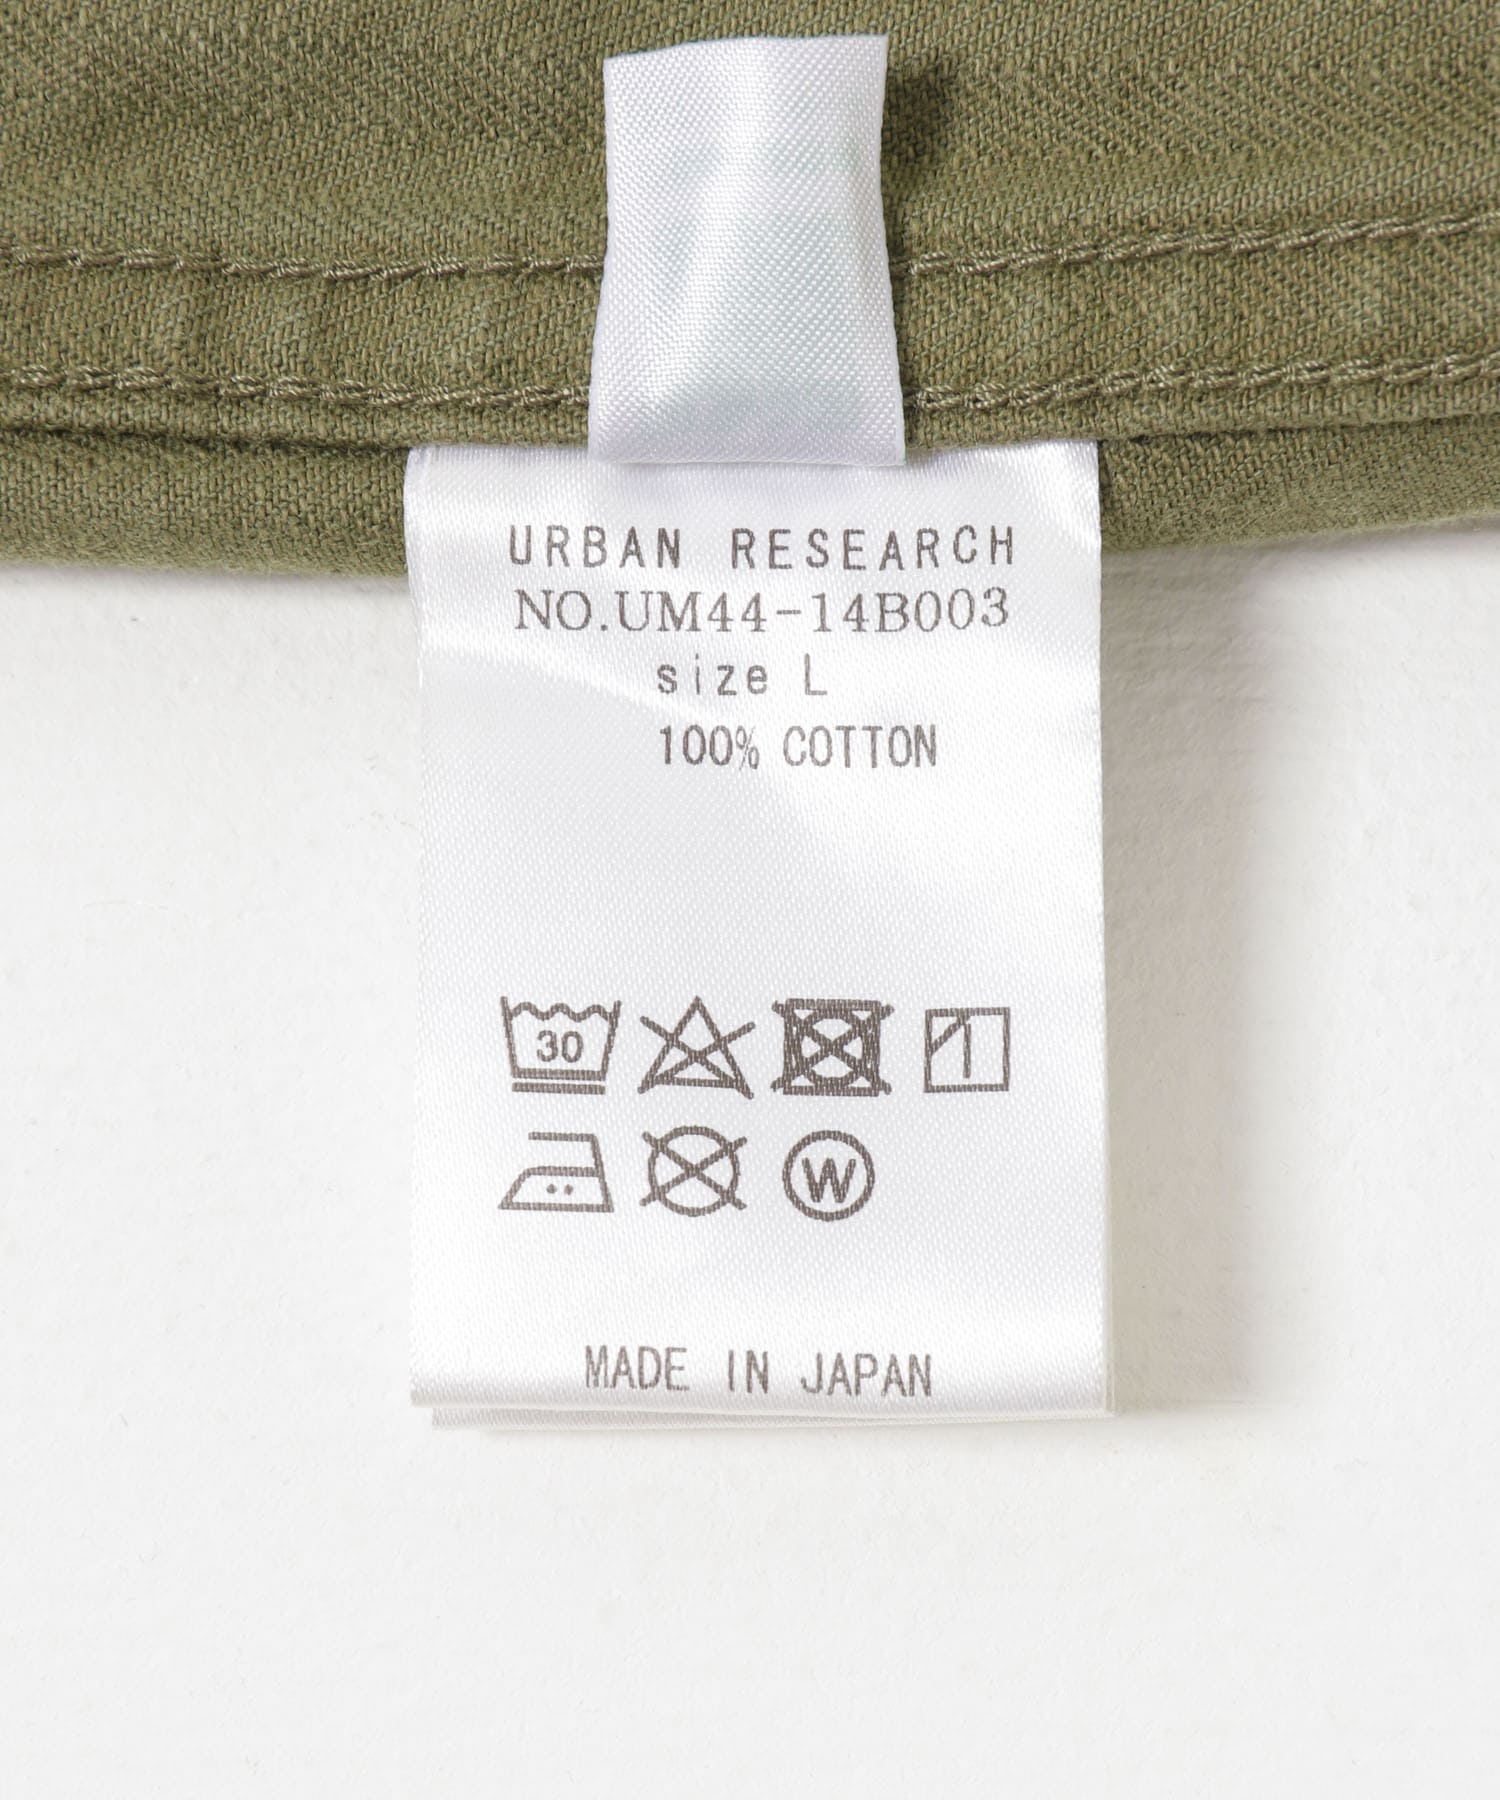 URBAN RESEARCH
NO.UM44-14B003
size L
100% COTTON
30
W
MADE IN JAPAN